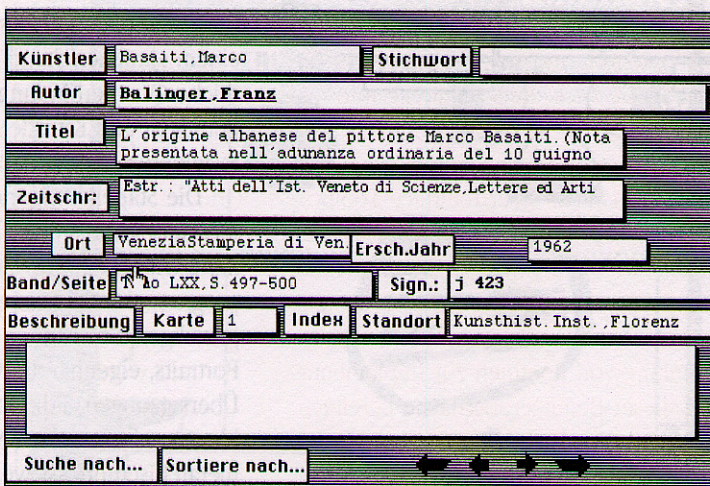 Künstler Basaiti,Marco Stichwort
Autor Balinger,Franz
Titel L´origine albanese del pittore Marco Basaiti.(Nota
presentata nell´adunanza ordinaria del 10 guigno
Zeitschr: Estr.: "Atti dell´Ist. Veneto di Scienze,Lettere ed Arti
Ort VeneziaStamperia di Ven. Ersch.Jahr 1962
Band/Seite LXX,S.497-500 Sign.: j 423
Beschreibung Karte 1 Index Standort Kunsthist.Inst.,Florenz
Suche nach... Sortiere nach...